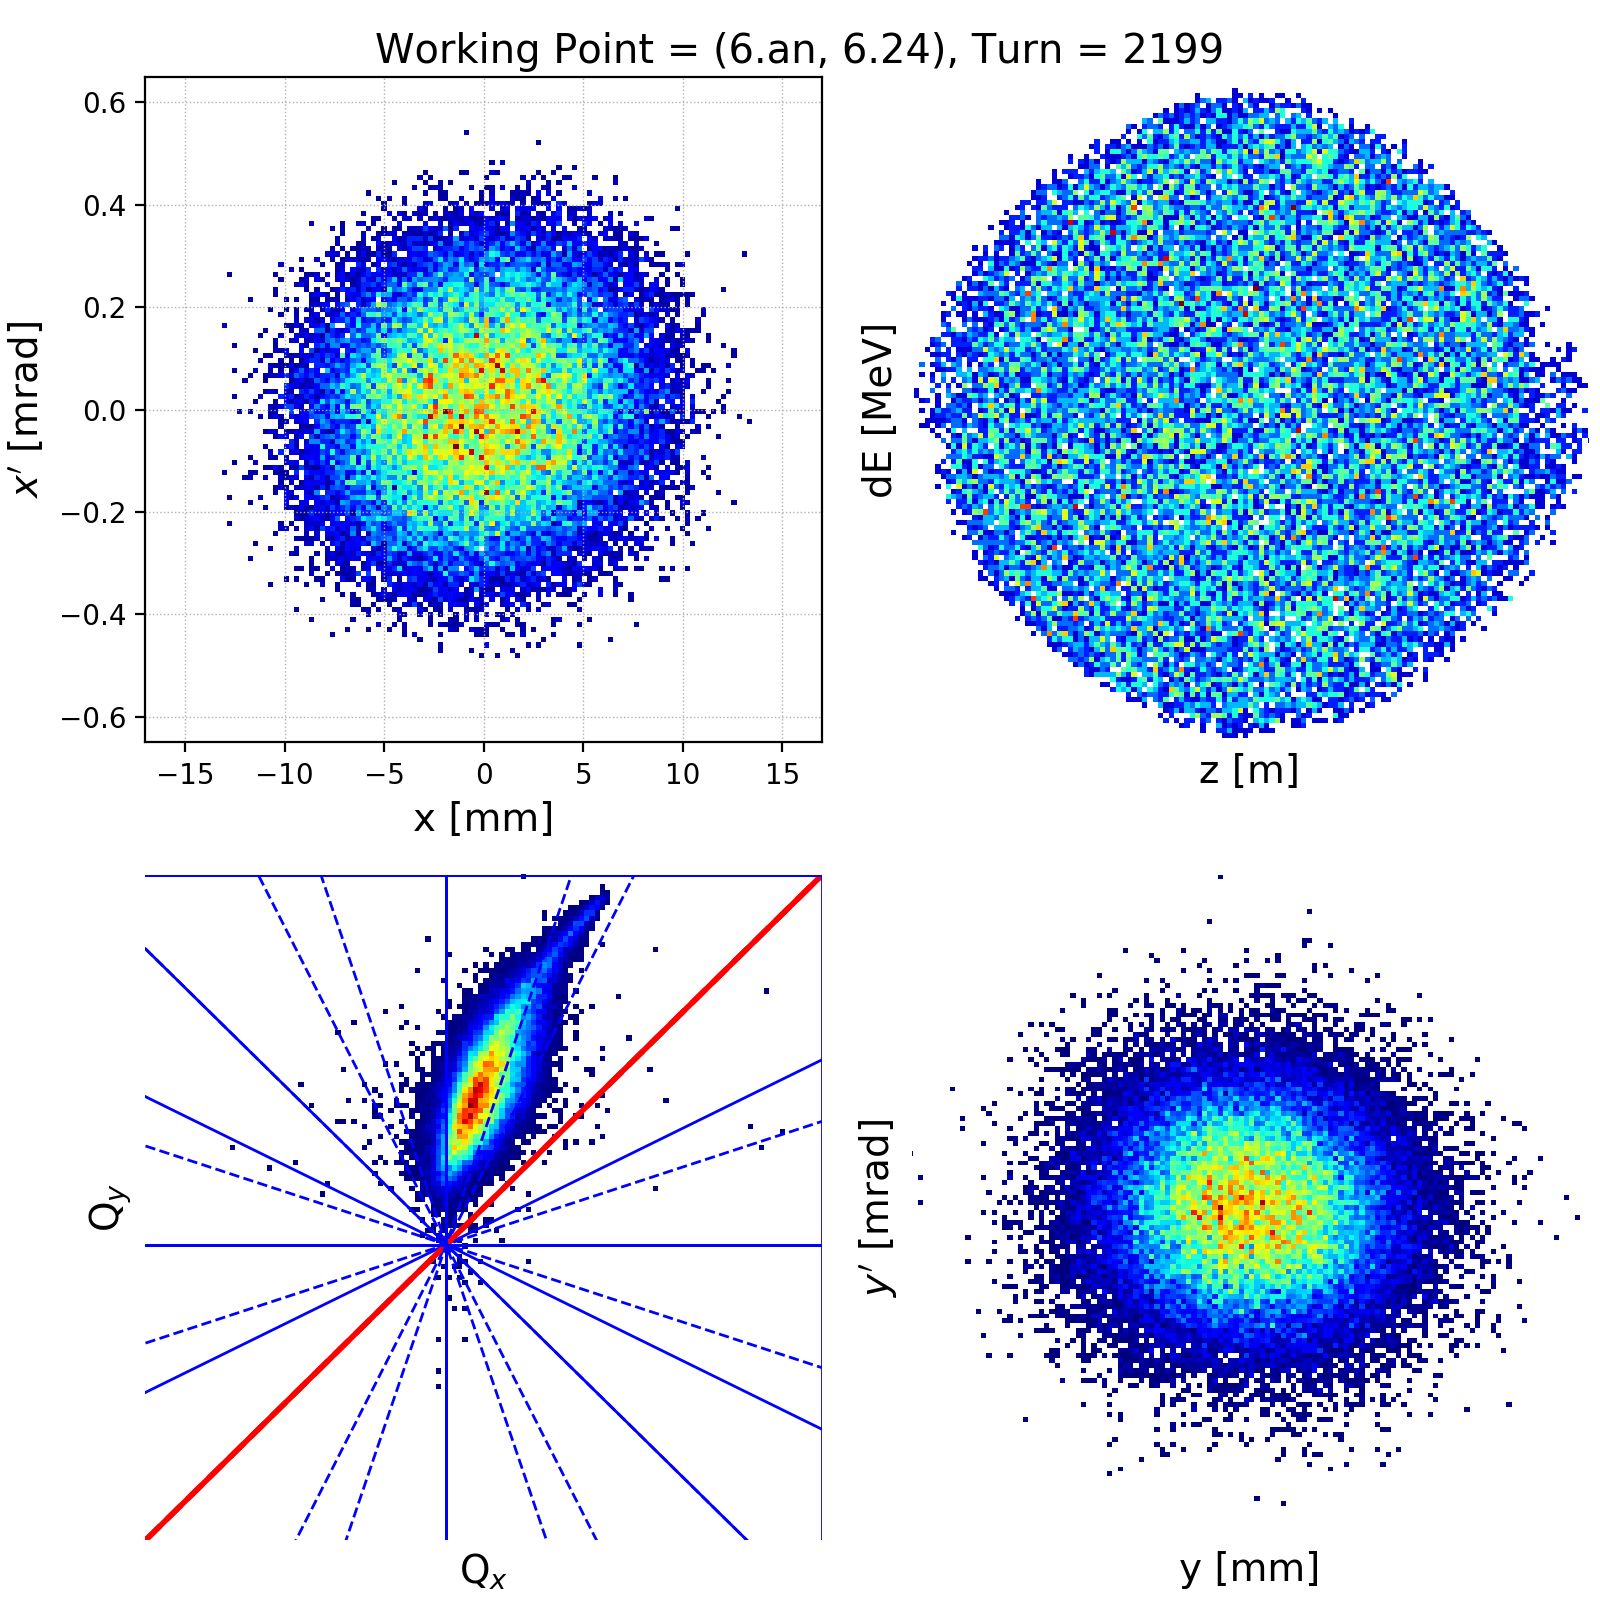 Working Point = (6.an, 6.24), Turn = 2199
x′ [mrad]
0.6
0.4
0.2
0.0
−0.2
−0.4
−0.6
−15 −10 −5 0 5 10 15
x [mm]
dE [MeV]
z [m]
Qy
Qx
y′ [mrad]
y [mm]